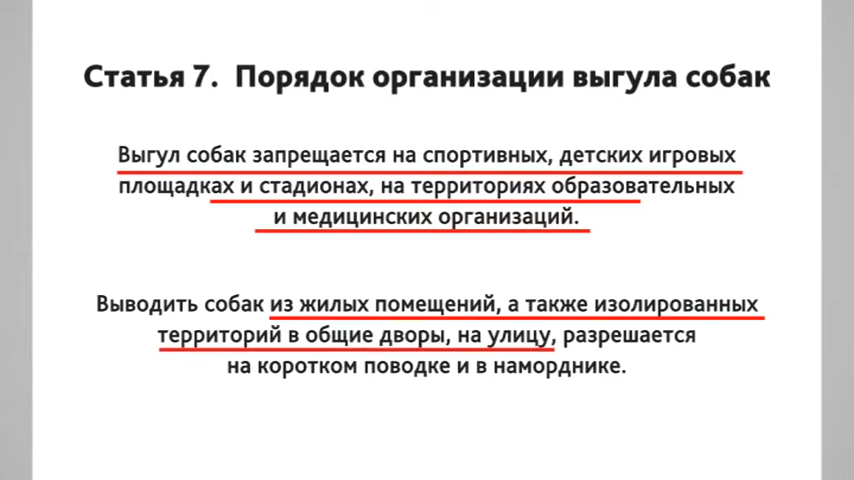 Статья 7. Порядок организации выгула собак
Выгул собак запрещается на спортивных, детских игровых
площадках и стадионах, на территориях образовательных
и медицинских организаций.
Выводить собак из жилых помещений, а также изолированных
территорий в общие дворы, на улицу, разрешается
на коротком поводке и в наморднике.